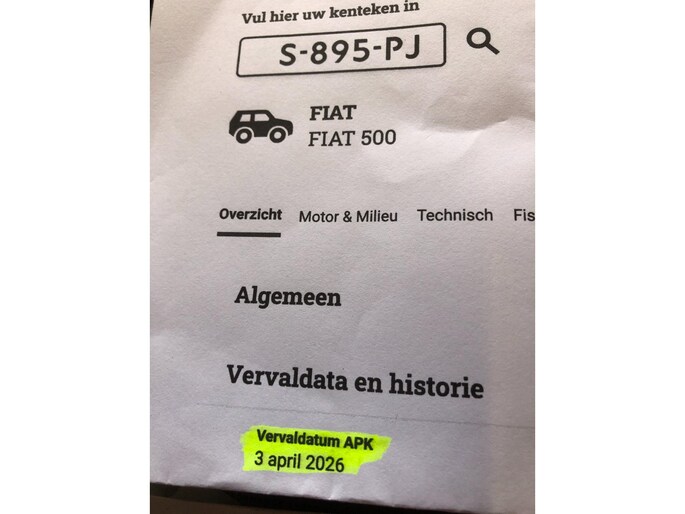 Vul hier uw kenteken in
S-895-PJ
FIAT
FIAT 500
Overzicht Motor & Milieu Technisch Fis
Algemeen
Vervaldata en historie
Vervaldatum APK
3 april 2026